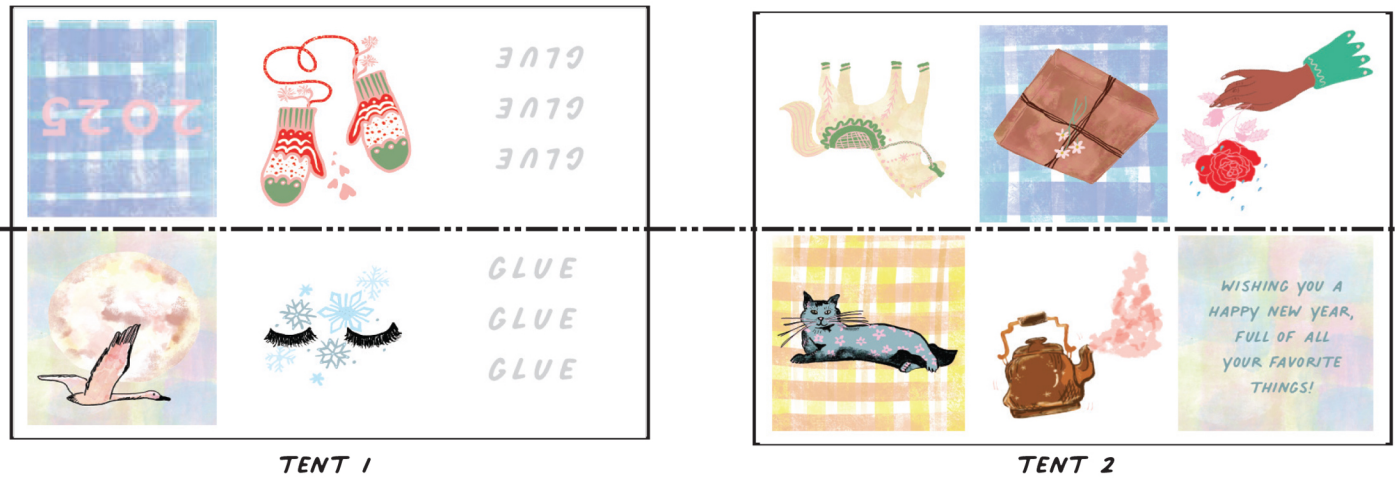 2025
GLUE
GLUE
GLUE
GLUE
GLUE
GLUE
WISHING YOU A
HAPPY NEW YEAR,
FULL OF ALL
YOUR FAVORITE
THINGS!
TENT 1
TENT 2